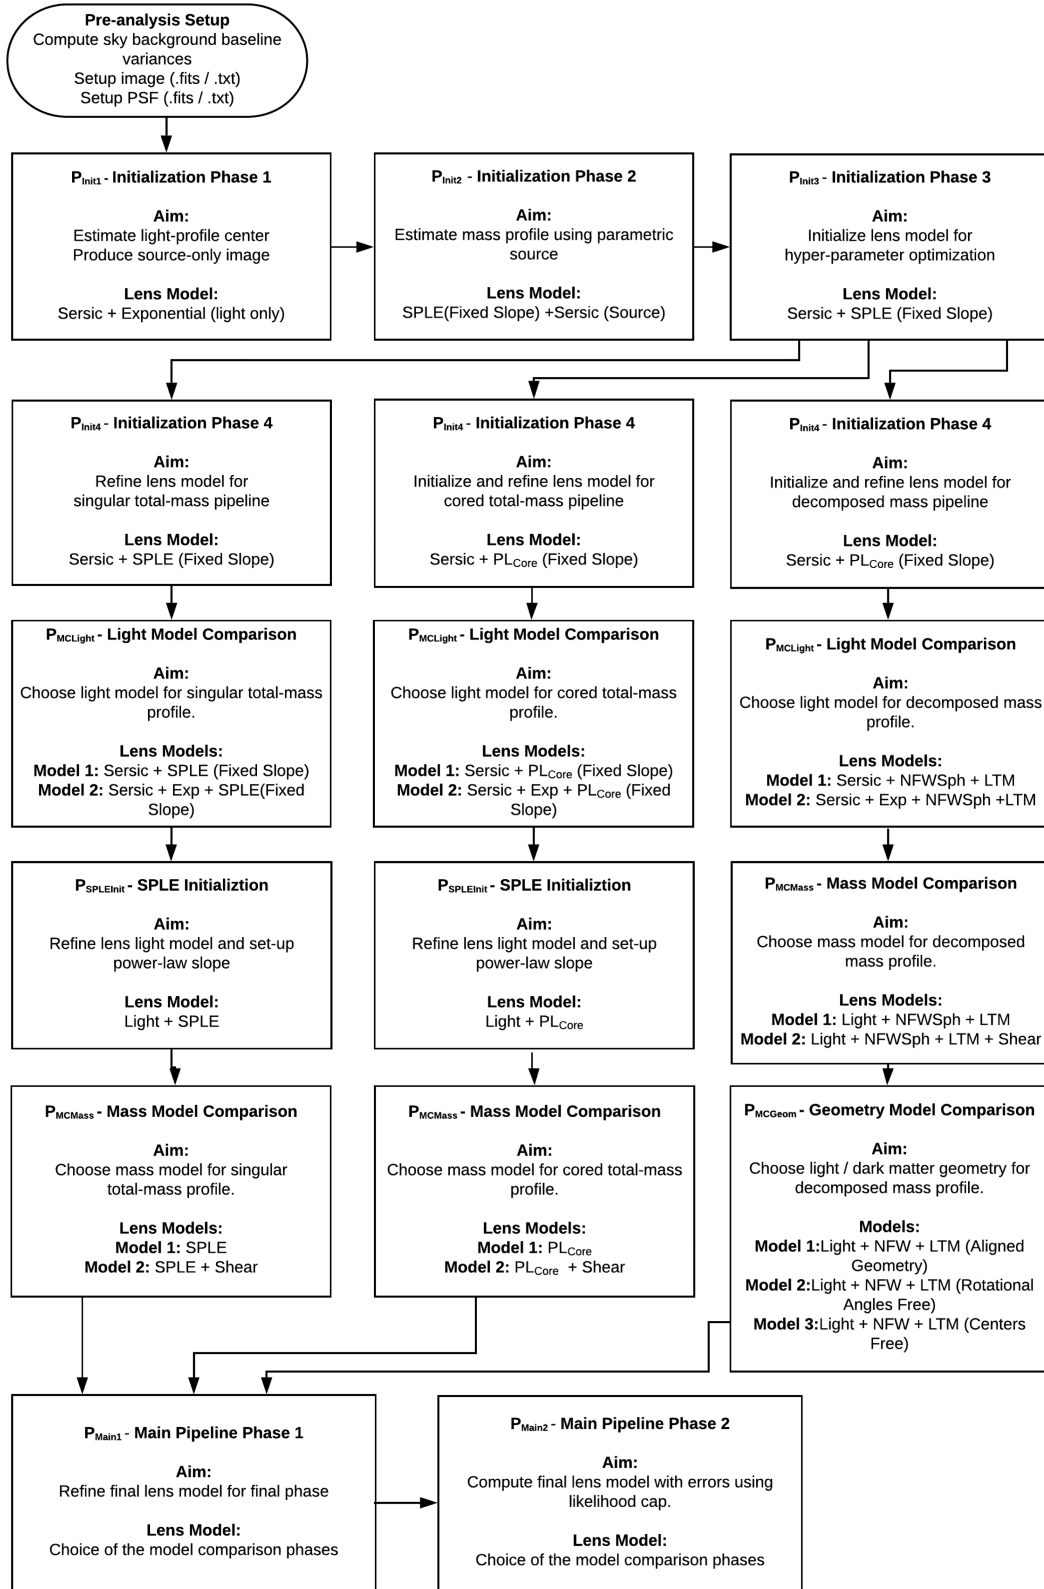 Pre-analysis Setup
Compute sky background baseline
variances
Setup image (.fits / .txt)
Setup PSF (.fits / .txt)
PInit1 - Initialization Phase 1
Aim:
Estimate light-profile center
Produce source-only image
Lens Model:
Sersic + Exponential (light only)
PInit2 - Initialization Phase 2
Aim:
Estimate mass profile using parametric
source
Lens Model:
SPLE(Fixed Slope) +Sersic (Source)
PInit3 - Initialization Phase 3
Aim:
Initialize lens model for
hyper-parameter optimization
Lens Model:
Sersic + SPLE (Fixed Slope)
PInit4 - Initialization Phase 4
Aim:
Refine lens model for
singular total-mass pipeline
Lens Model:
Sersic + SPLE (Fixed Slope)
PInit4 - Initialization Phase 4
Aim:
Initialize and refine lens model for
cored total-mass pipeline
Lens Model:
Sersic + PLCore (Fixed Slope)
PInit4 - Initialization Phase 4
Aim:
Initialize and refine lens model for
decomposed mass pipeline
Lens Model:
Sersic + PLCore (Fixed Slope)
PMCLight - Light Model Comparison
Aim:
Choose light model for singular total-mass
profile.
Lens Models:
Model 1: Sersic + SPLE (Fixed Slope)
Model 2: Sersic + Exp + SPLE(Fixed
Slope)
PMCLight - Light Model Comparison
Aim:
Choose light model for cored total-mass
profile.
Lens Models:
Model 1: Sersic + PLCore (Fixed Slope)
Model 2: Sersic + Exp + PLCore (Fixed
Slope)
PMCLight - Light Model Comparison
Aim:
Choose light model for decomposed mass
profile.
Lens Models:
Model 1: Sersic + NFWSph + LTM
Model 2: Sersic + Exp + NFWSph +LTM
PSPLEInit - SPLE Initializtion
Aim:
Refine lens light model and set-up
power-law slope
Lens Model:
Light + SPLE
PSPLEInit - SPLE Initializtion
Aim:
Refine lens light model and set-up
power-law slope
Lens Model:
Light + PLCore
PMCMass - Mass Model Comparison
Aim:
Choose mass model for decomposed
mass profile.
Lens Models:
Model 1: Light + NFWSph + LTM
Model 2: Light + NFWSph + LTM + Shear
PMCMass - Mass Model Comparison
Aim:
Choose mass model for singular
total-mass profile.
Lens Models:
Model 1: SPLE
Model 2: SPLE + Shear
PMCMass - Mass Model Comparison
Aim:
Choose mass model for cored total-mass
profile.
Lens Models:
Model 1: PLCore
Model 2: PLCore + Shear
PMCGeom - Geometry Model Comparison
Aim:
Choose light / dark matter geometry for
decomposed mass profile.
Models:
Model 1:Light + NFW + LTM (Aligned
Geometry)
Model 2:Light + NFW + LTM (Rotational
Angles Free)
Model 3:Light + NFW + LTM (Centers
Free)
PMain1 - Main Pipeline Phase 1
Aim:
Refine final lens model for final phase
Lens Model:
Choice of the model comparison phases
PMain2 - Main Pipeline Phase 2
Aim:
Compute final lens model with errors using
likelihood cap.
Lens Model:
Choice of the model comparison phases